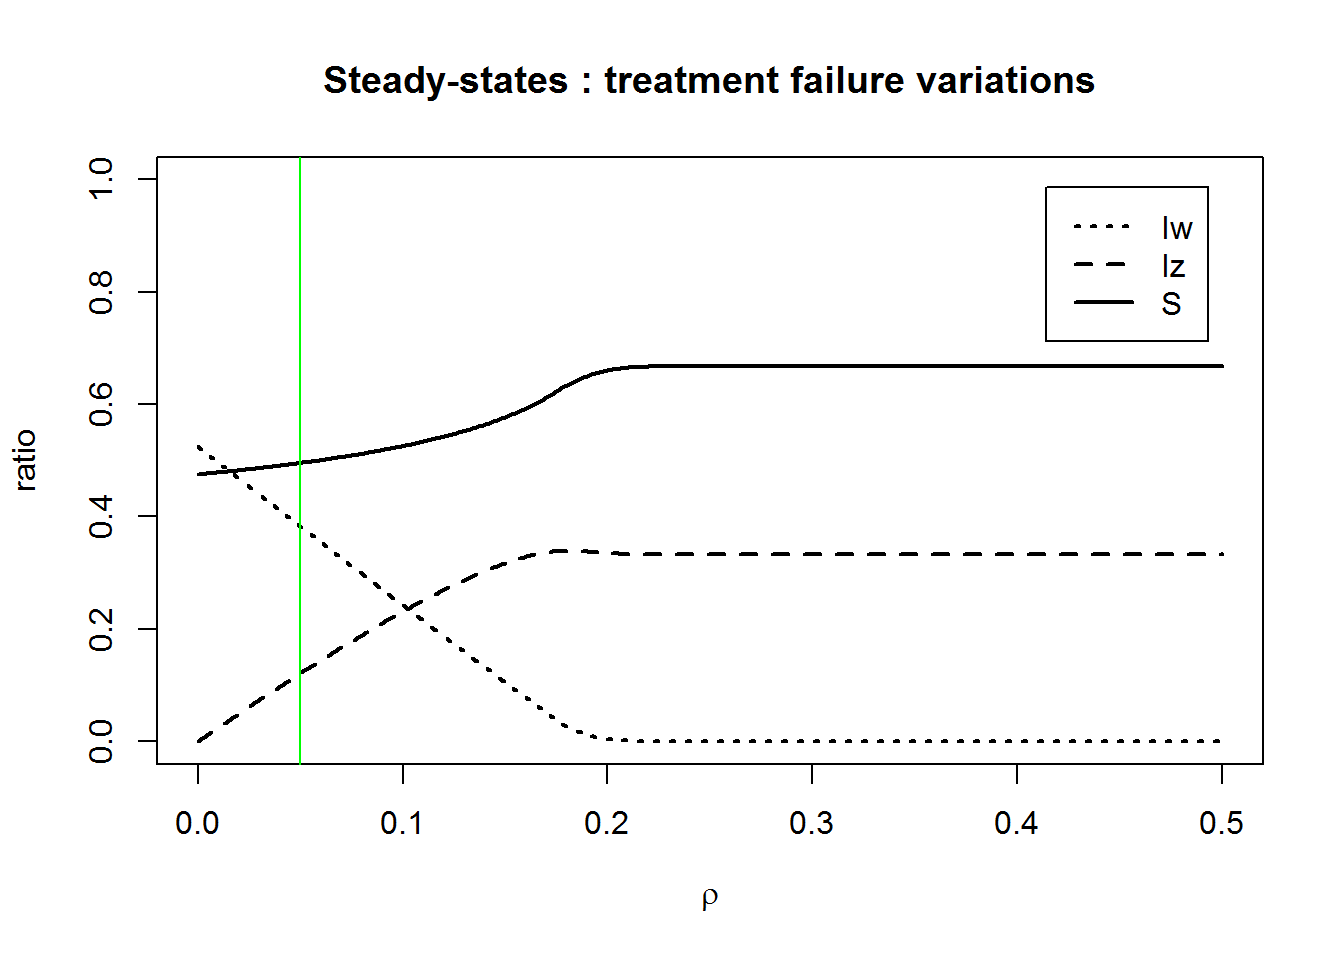 Steady-states : treatment failure variations
1.0
0.8
0.6
0.4
0.2
0.0
ratio
Iw
Iz
S
0.0 0.1 0.2 0.3 0.4 0.5
ρ